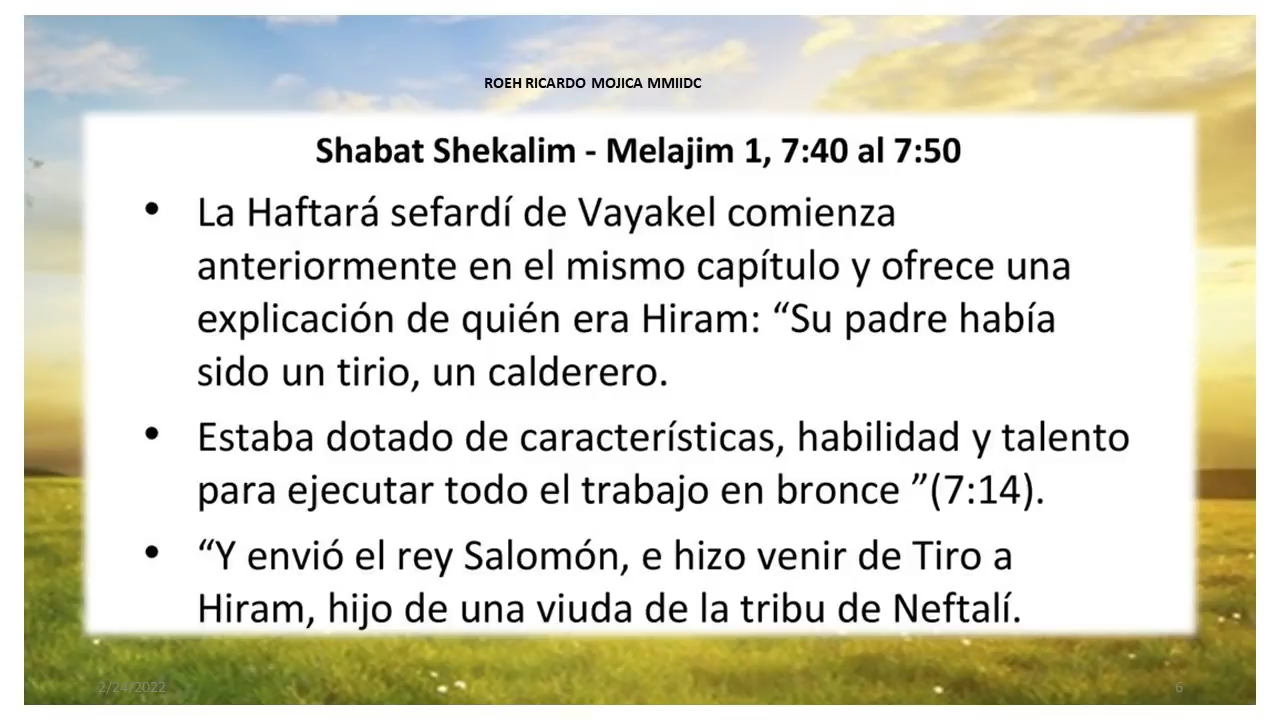 ROEH RICARDO MOJICA MMIIDC
Shabat Shekalim - Melajim 1, 7:40 al 7:50
• La Haftará sefardí de Vayakel comienza
anteriormente en el mismo capítulo y ofrece una
explicación de quién era Hiram: “Su padre había
sido un tirio, un calderero.
• Estaba dotado de características, habilidad y talento
para ejecutar todo el trabajo en bronce ”(7:14).
• “Y envió el rey Salomón, e hizo venir de Tiro a
Hiram, hijo de una viuda de la tribu de Neftalí.
2/24/2022
6